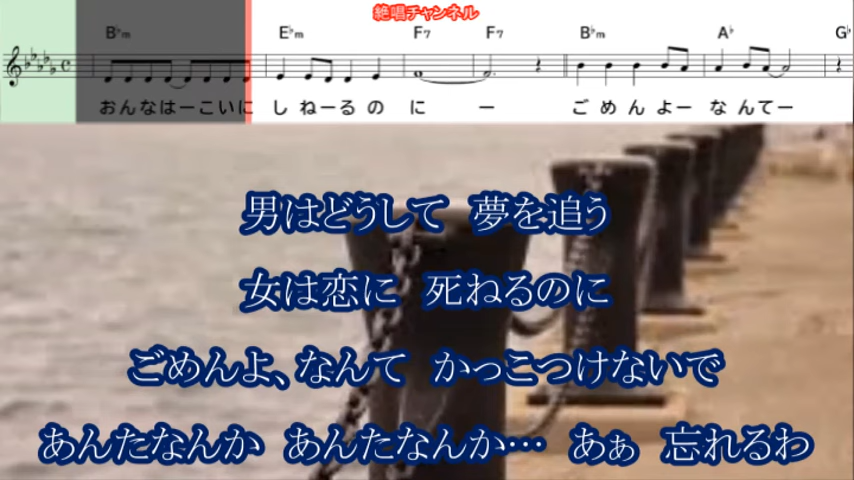 絶唱チャンネル
B♭m E♭m F7 F7 B♭m A♭ G♭
おんなはーこいに し ねーる の に ー ご め ん よー な んてー
男はどうして 夢を追う
女は恋に 死ねるのに
ごめんよ、なんて かっこつけないで
あんたなんか あんたなんか… あぁ 忘れるわ